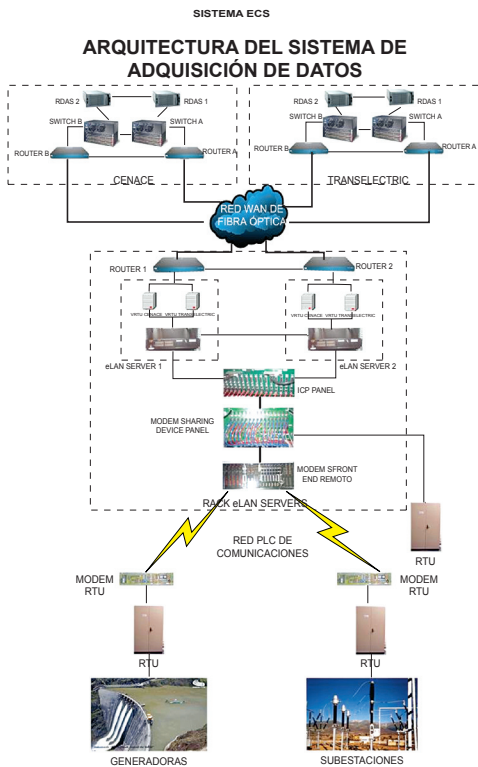 SISTEMA ECS
ARQUITECTURA DEL SISTEMA DE
ADQUISICIÓN DE DATOS
RDAS 2
RDAS 1
SWITCH B
SWITCH A
ROUTER B
ROUTER A
CENACE
RDAS 2
RDAS 1
SWITCH B
SWITCH A
ROUTER B
ROUTER A
TRANSELECTRIC
RED WAN DE
FIBRA ÓPTICA
ROUTER 1
ROUTER 2
VRTU CENACE
VRTU TRANSELECTRIC
VRTU CENACE
VRTU TRANSELECTRIC
eLAN SERVER 1
eLAN SERVER 2
ICP PANEL
MODEM SHARING
DEVICE PANEL
MODEM SFRONT
END REMOTO
RACK eLAN SERVERS
RED PLC DE
COMUNICACIONES
RTU
MODEM
RTU
MODEM
RTU
RTU
RTU
GENERADORAS
SUBESTACIONES